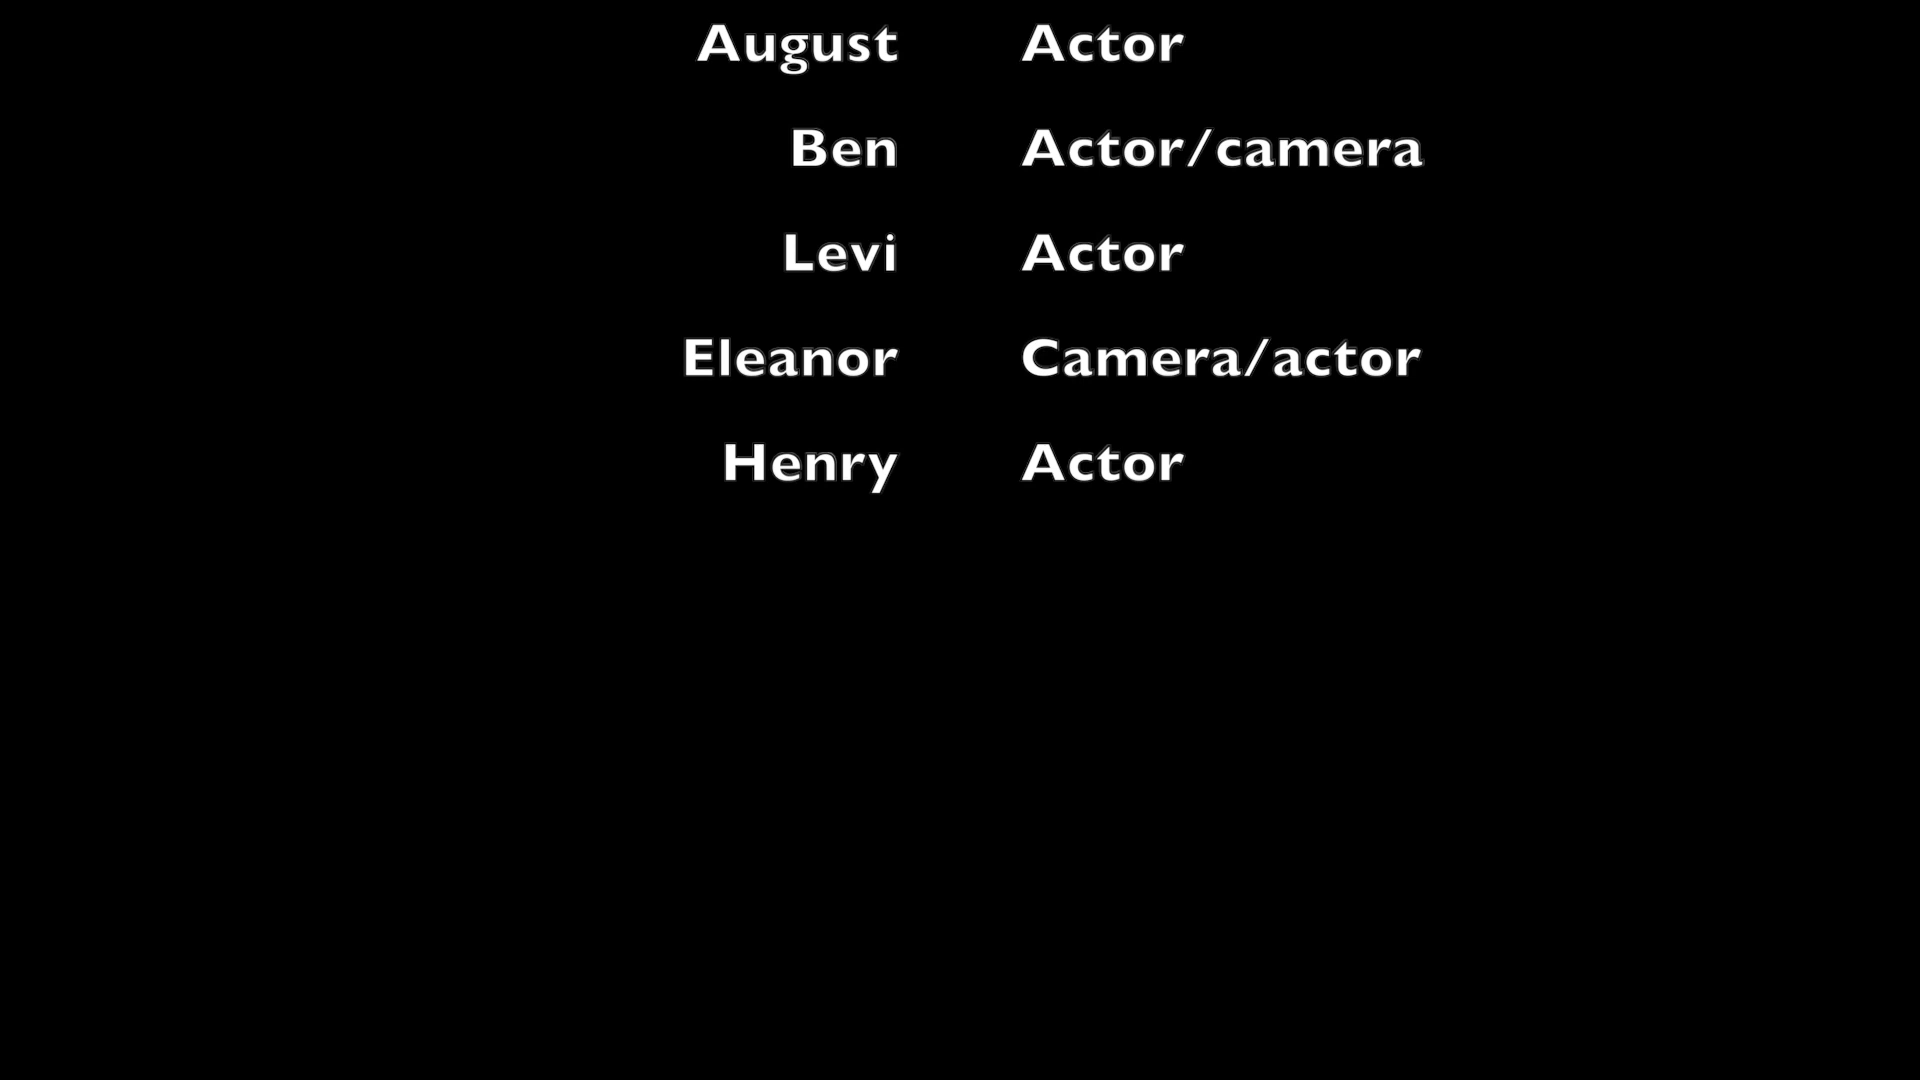 August Actor
Ben Actor/camera
Levi Actor
Eleanor Camera/actor
Henry Actor